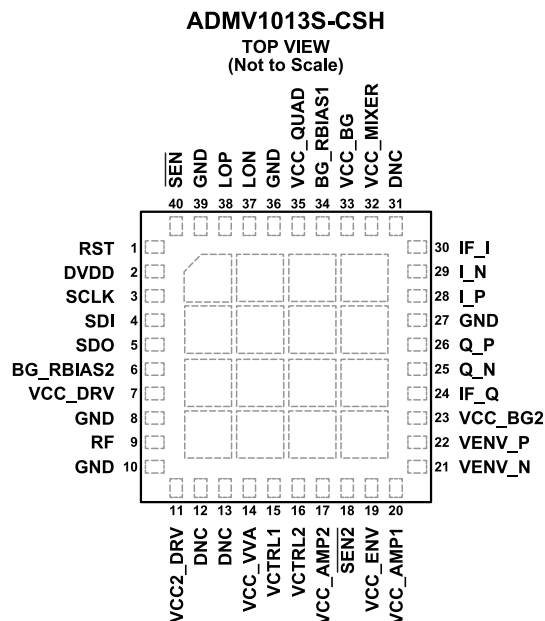 ADMV1013S-CSH
TOP VIEW
(Not to Scale)
SEN
GND
LOP
LON
GND
VCC_QUAD
BG_RBIAS1
VCC_BG
VCC_MIXER
DNC
40 39 38 37 36 35 34 33 32 31
RST 1
DVDD 2
SCLK 3
SDI 4
SDO 5
BG_RBIAS2 6
VCC_DRV 7
GND 8
RF 9
GND 10
30 IF_I
29 I_N
28 I_P
27 GND
26 Q_P
25 Q_N
24 IF_Q
23 VCC_BG2
22 VENV_P
21 VENV_N
11 12 13 14 15 16 17 18 19 20
VCC2_DRV
DNC
DNC
VCC_VVA
VCTRL1
VCTRL2
VCC_AMP2
SEN2
VCC_ENV
VCC_AMP1